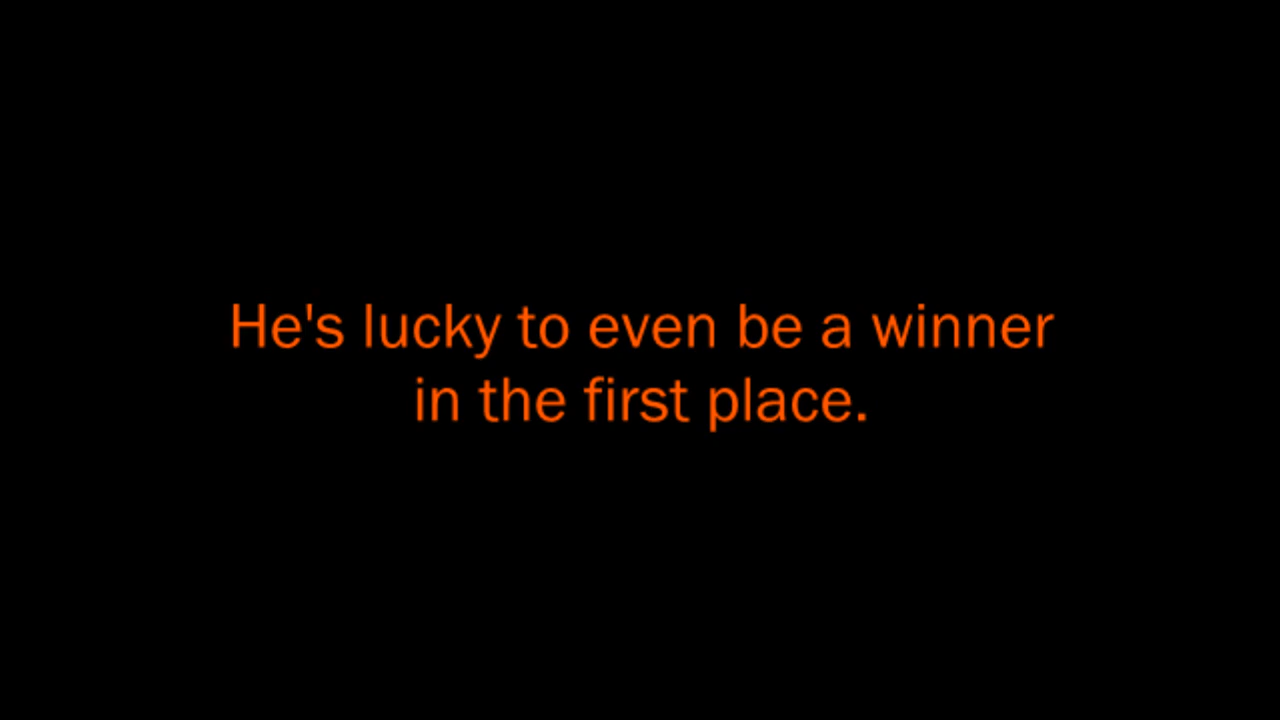 He's lucky to even be a winner
in the first place.